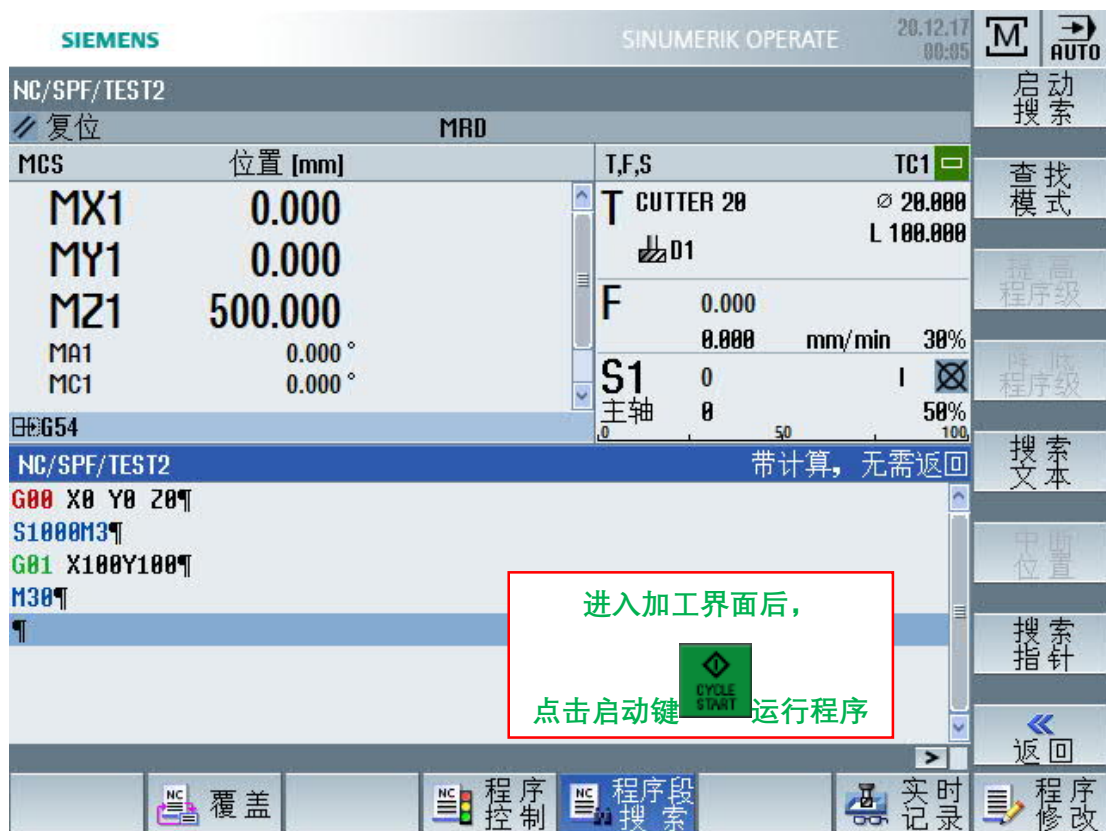 SIEMENS
SINUMERIK OPERATE
20.12.17
00:05
M
AUTO
NC/SPF/TEST2
复位
MRD
MCS 位置 [mm]
MX1 0.000
MY1 0.000
MZ1 500.000
MA1 0.000 °
MC1 0.000 °
G54
T,F,S TC1
T CUTTER 20 ⌀ 20.000
D1 L 100.000
F 0.000
0.000 mm/min 30%
S1 0 I
主轴 0 50%
0 50 100
NC/SPF/TEST2 带计算，无需返回
G00 X0 Y0 Z0¶
S1000M3¶
G01 X100Y100¶
M30¶
¶
进入加工界面后，
CYCLE
START
点击启动键 运行程序
启动
搜索
查找
模式
提高
程序级
降低
程序级
搜索
文本
中断
位置
搜索
指针
返回
>
NC
覆盖
NC
程序
控制
NC
程序段
搜索
实时
记录
程序
修改